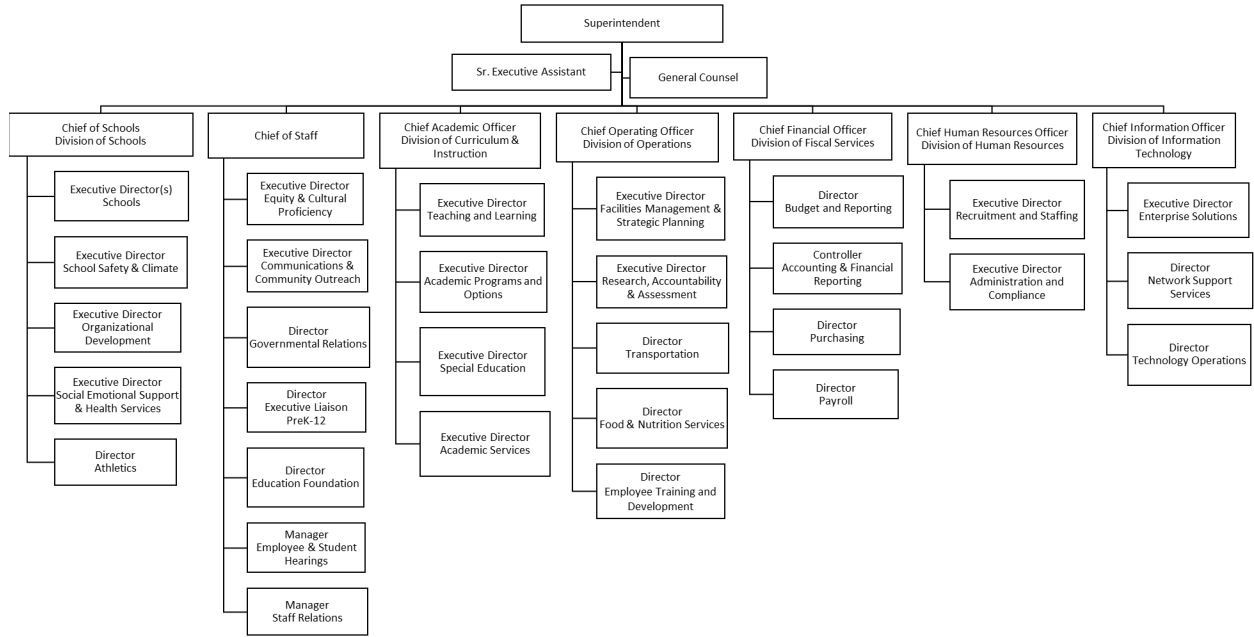 Superintendent
Sr. Executive Assistant
General Counsel
Chief of Schools
Division of Schools
Executive Director(s)
Schools
Executive Director
School Safety & Climate
Executive Director
Organizational
Development
Executive Director
Social Emotional Support
& Health Services
Director
Athletics
Chief of Staff
Executive Director
Equity & Cultural
Proficiency
Executive Director
Communications &
Community Outreach
Director
Governmental Relations
Director
Executive Liaison
PreK-12
Director
Education Foundation
Manager
Employee & Student
Hearings
Manager
Staff Relations
Chief Academic Officer
Division of Curriculum &
Instruction
Executive Director
Teaching and Learning
Executive Director
Academic Programs and
Options
Executive Director
Special Education
Executive Director
Academic Services
Chief Operating Officer
Division of Operations
Executive Director
Facilities Management &
Strategic Planning
Executive Director
Research, Accountability
& Assessment
Director
Transportation
Director
Food & Nutrition Services
Director
Employee Training and
Development
Chief Financial Officer
Division of Fiscal Services
Director
Budget and Reporting
Controller
Accounting & Financial
Reporting
Director
Purchasing
Director
Payroll
Chief Human Resources Officer
Division of Human Resources
Executive Director
Recruitment and Staffing
Executive Director
Administration and
Compliance
Chief Information Officer
Division of Information
Technology
Executive Director
Enterprise Solutions
Director
Network Support
Services
Director
Technology Operations